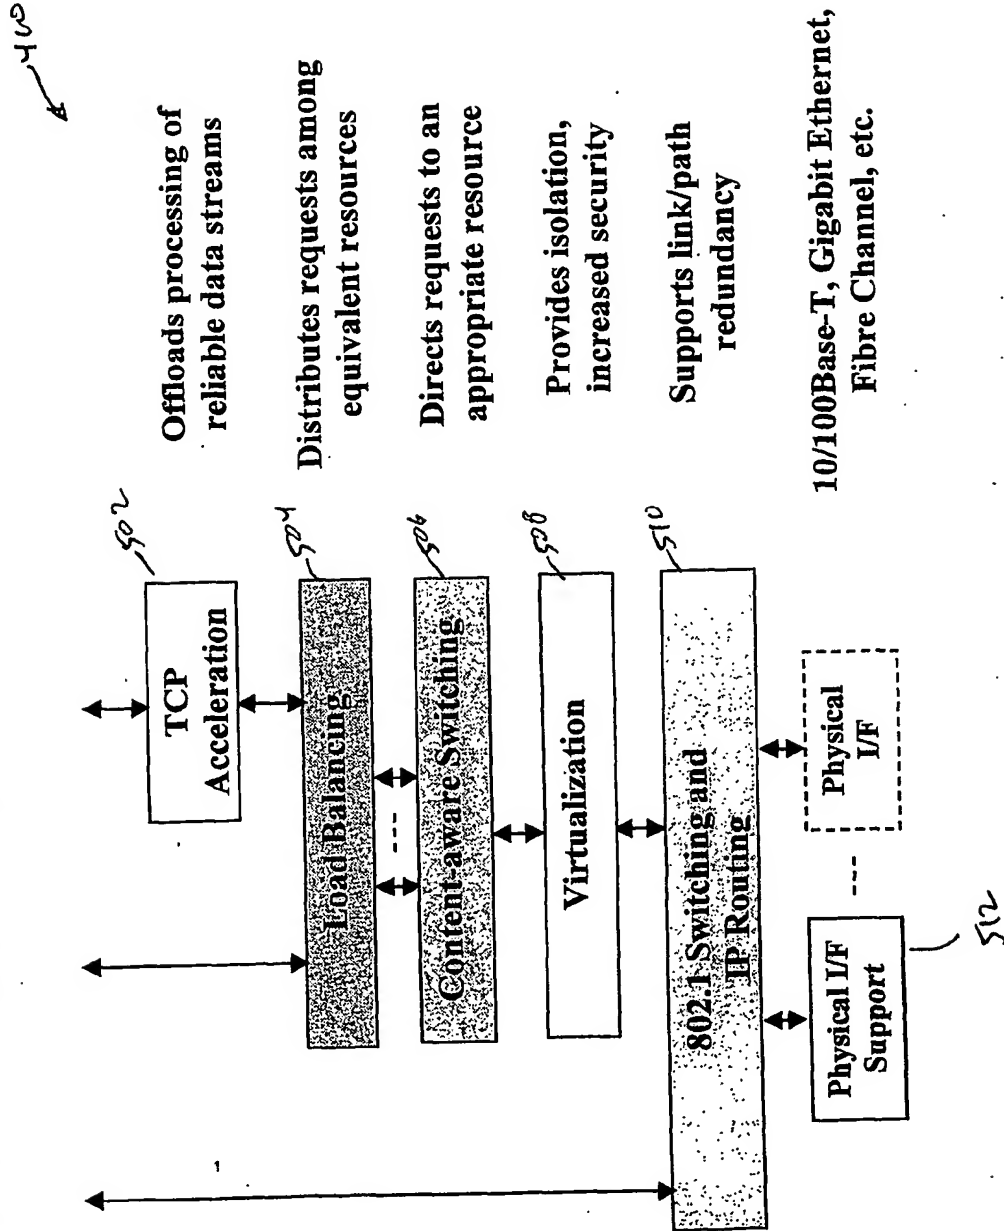 400
502
TCP
Acceleration
Offloads processing of
reliable data streams
504
Load Balancing
Distributes requests among
equivalent resources
506
Content-aware Switching
Directs requests to an
appropriate resource
508
Virtualization
Provides isolation,
increased security
510
802.1 Switching and
IP Routing
Supports link/path
redundancy
Physical I/F
Support
Physical
I/F
10/100Base-T, Gigabit Ethernet,
Fibre Channel, etc.
512